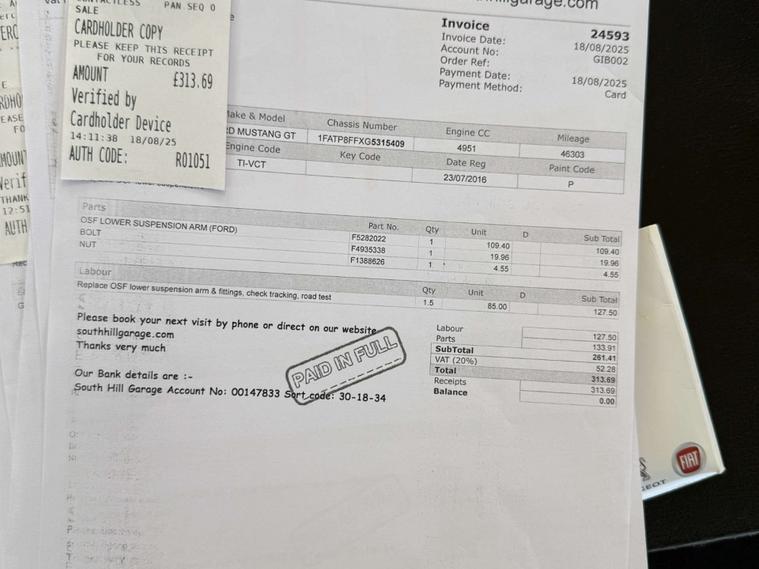 CONTACTLESS PAN SEQ 0
SALE
CARDHOLDER COPY
PLEASE KEEP THIS RECEIPT
FOR YOUR RECORDS
AMOUNT £313.69
Verified by
Cardholder Device
14:11:38 18/08/25
AUTH CODE: R01051
hillgarage.com
Invoice 24593
Invoice Date: 18/08/2025
Account No: GIB002
Order Ref:
Payment Date: 18/08/2025
Payment Method: Card
Make & Model Chassis Number Engine CC Mileage
RD MUSTANG GT 1FATP8FFXG5315409 4951 46303
Engine Code Key Code Date Reg Paint Code
TI-VCT 23/07/2016 P
Parts Part No. Qty Unit D Sub Total
OSF LOWER SUSPENSION ARM (FORD) F5282022 1 109.40 109.40
BOLT F4935338 1 19.96 19.96
NUT F1388626 1 4.55 4.55
Labour Qty Unit D Sub Total
Replace OSF lower suspension arm & fittings, check tracking, road test 1.5 85.00 127.50
Please book your next visit by phone or direct on our website
southhillgarage.com
Thanks very much
PAID IN FULL
Our Bank details are :-
South Hill Garage Account No: 00147833 Sort code: 30-18-34
Labour 127.50
Parts 133.91
SubTotal 261.41
VAT (20%) 52.28
Total 313.69
Receipts 313.69
Balance 0.00
FIAT